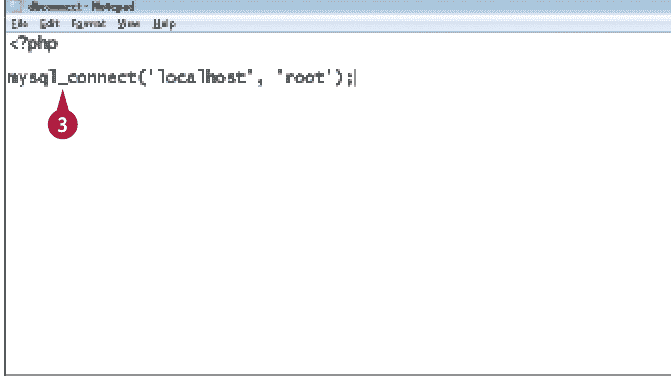 dbconnect - Notepad
File Edit Format View Help
<?php
mysql_connect('localhost', 'root');
3